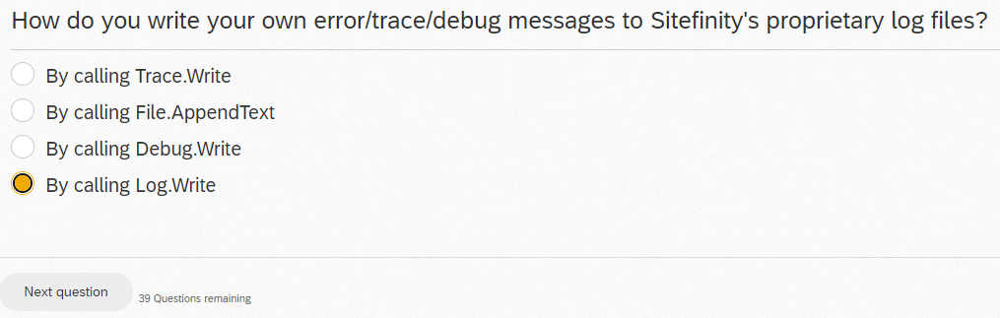 How do you write your own error/trace/debug messages to Sitefinity's proprietary log files?
By calling Trace.Write
By calling File.AppendText
By calling Debug.Write
By calling Log.Write
Next question
39 Questions remaining